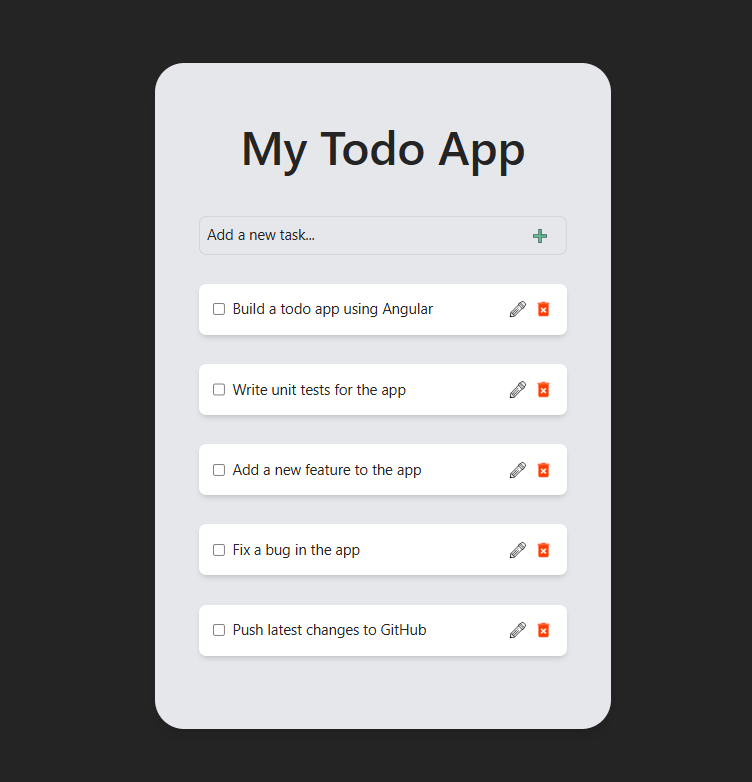 My Todo App
Add a new task...
Build a todo app using Angular
Write unit tests for the app
Add a new feature to the app
Fix a bug in the app
Push latest changes to GitHub